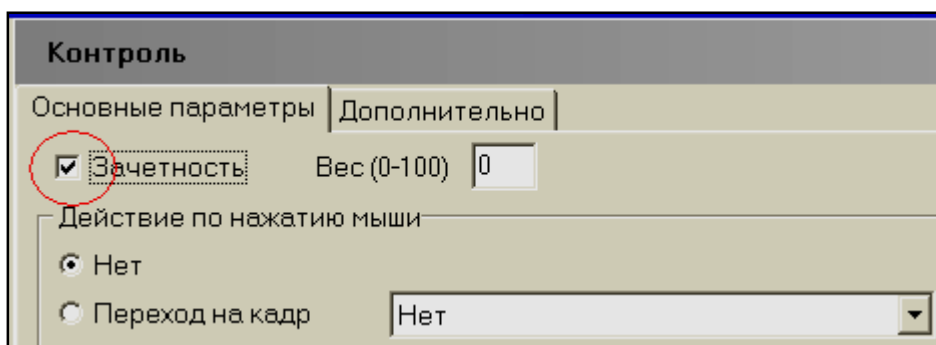 Контроль
Основные параметры Дополнительно
Зачетность Вес (0-100) 0
Действие по нажатию мыши
Нет
Переход на кадр Нет